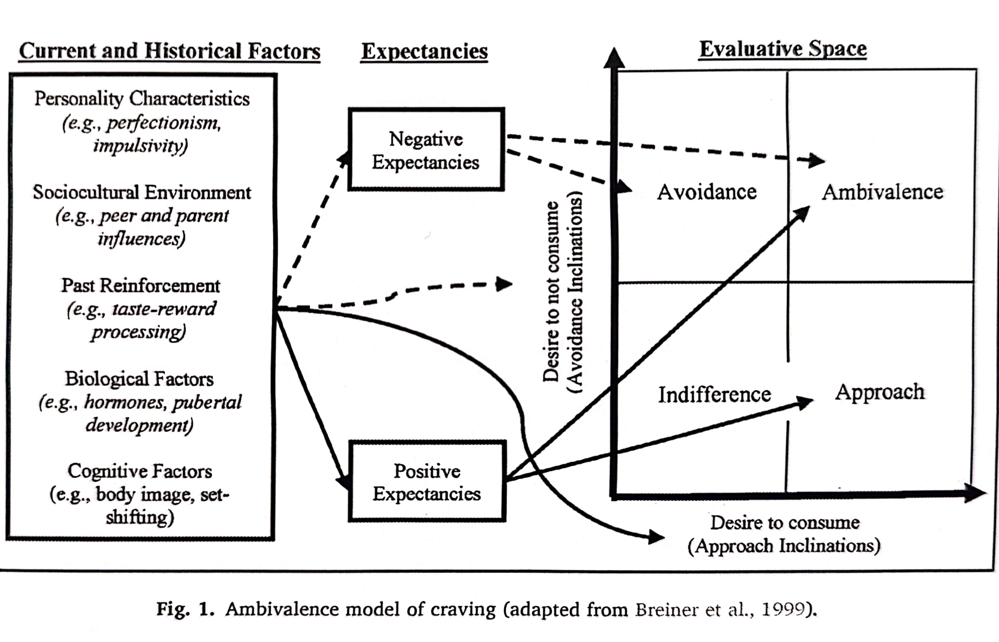 Current and Historical Factors
Personality Characteristics
(e.g., perfectionism,
impulsivity)
Sociocultural Environment
(e.g., peer and parent
influences)
Past Reinforcement
(e.g., taste-reward
processing)
Biological Factors
(e.g., hormones, pubertal
development)
Cognitive Factors
(e.g., body image, set-
shifting)
Expectancies
Negative
Expectancies
Positive
Expectancies
Evaluative Space
Desire to not consume
(Avoidance Inclinations)
Avoidance
Ambivalence
Indifference
Approach
Desire to consume
(Approach Inclinations)
Fig. 1. Ambivalence model of craving (adapted from Breiner et al., 1999).